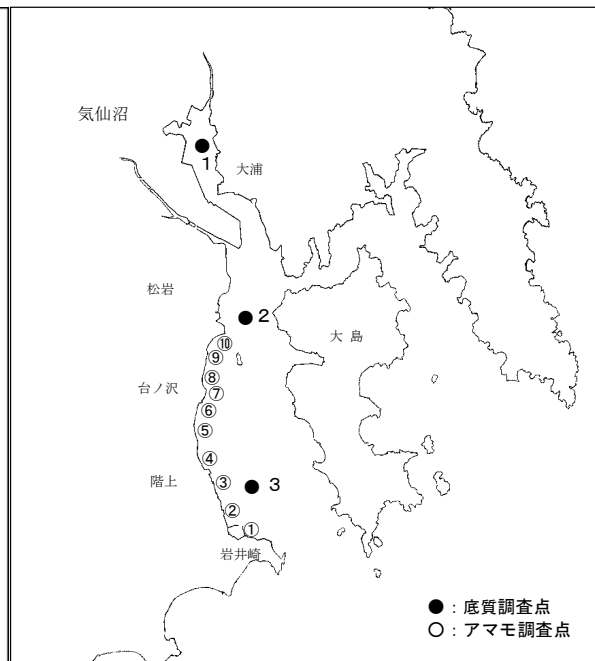 気仙沼
1
大浦
松岩
2
大島
⑩
⑨
⑧
台ノ沢
⑦
⑥
⑤
④
階上
③
3
②
①
岩井崎
●：底質調査点
○：アマモ調査点